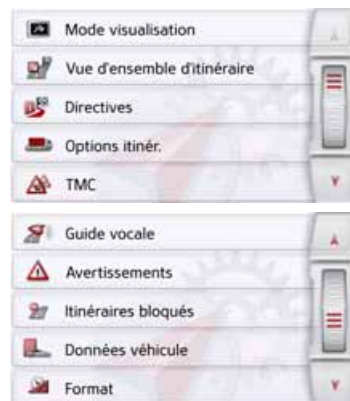 Mode visualisation
Vue d'ensemble d'itinéraire
Directives
Options itinér.
TMC
Guide vocale
Avertissements
Itinéraires bloqués
Données véhicule
Format